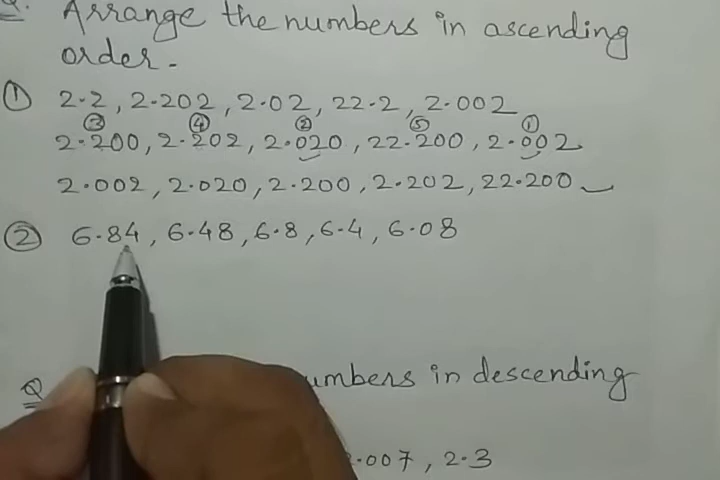 Q. Arrange the numbers in ascending
order.
① 2.2, 2.202, 2.02, 22.2, 2.002
③ ④ ② ⑤ ①
2.200, 2.202, 2.020, 22.200, 2.002
2.002, 2.020, 2.200, 2.202, 22.200
② 6.84, 6.48, 6.8, 6.4, 6.08
Q numbers in descending
.007, 2.3